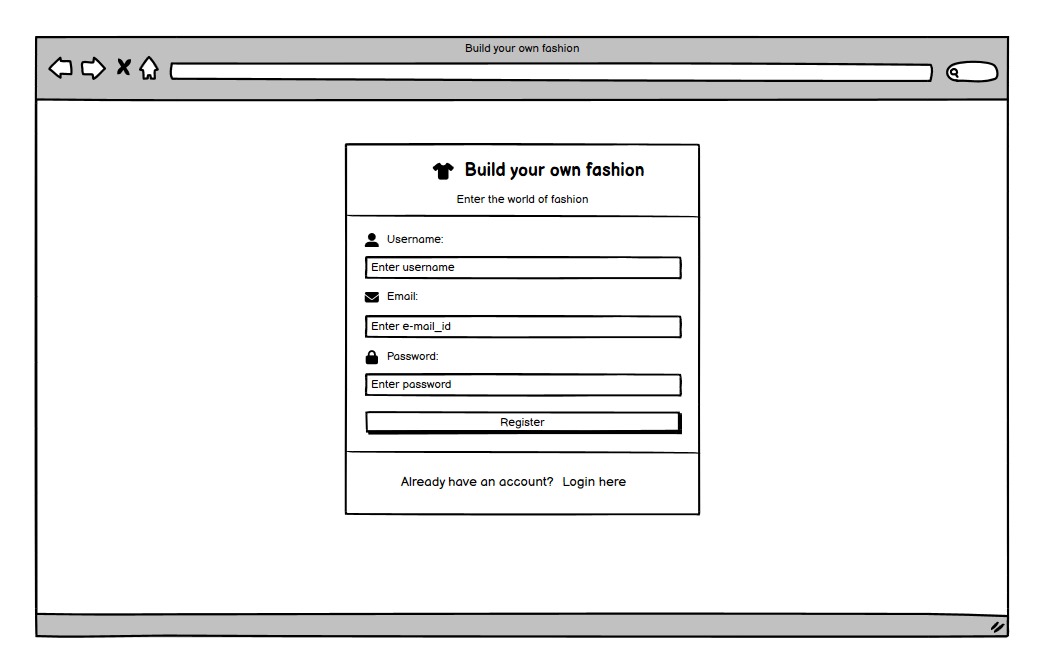 Build your own fashion
Build your own fashion
Enter the world of fashion
Username:
Enter username
Email:
Enter e-mail_id
Password:
Enter password
Register
Already have an account? Login here